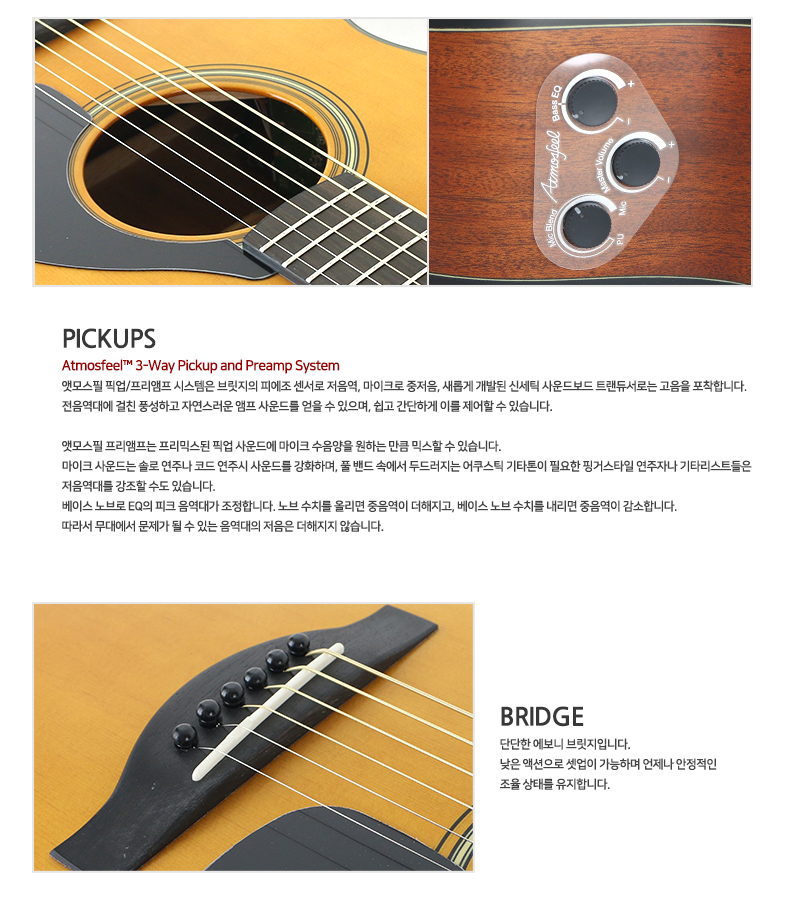 Bass EQ
+
-
Atmosfeel
Master Volume
+
-
Mic Blend
Mic
PU
PICKUPS
Atmosfeel™ 3-Way Pickup and Preamp System
앳모스필 픽업/프리앰프 시스템은 브릿지의 피에조 센서로 저음역, 마이크로 중저음, 새롭게 개발된 신세틱 사운드보드 트랜듀서로는 고음을 포착합니다.
전음역대에 걸친 풍성하고 자연스러운 앰프 사운드를 얻을 수 있으며, 쉽고 간단하게 이를 제어할 수 있습니다.
앳모스필 프리앰프는 프리믹스된 픽업 사운드에 마이크 수음양을 원하는 만큼 믹스할 수 있습니다.
마이크 사운드는 솔로 연주나 코드 연주시 사운드를 강화하며, 풀 밴드 속에서 두드러지는 어쿠스틱 기타톤이 필요한 핑거스타일 연주자나 기타리스트들은
저음역대를 강조할 수도 있습니다.
베이스 노브로 EQ의 피크 음역대가 조정합니다. 노브 수치를 올리면 중음역이 더해지고, 베이스 노브 수치를 내리면 중음역이 감소합니다.
따라서 무대에서 문제가 될 수 있는 음역대의 저음은 더해지지 않습니다.
BRIDGE
단단한 에보니 브릿지입니다.
낮은 액션으로 셋업이 가능하며 언제나 안정적인
조율 상태를 유지합니다.